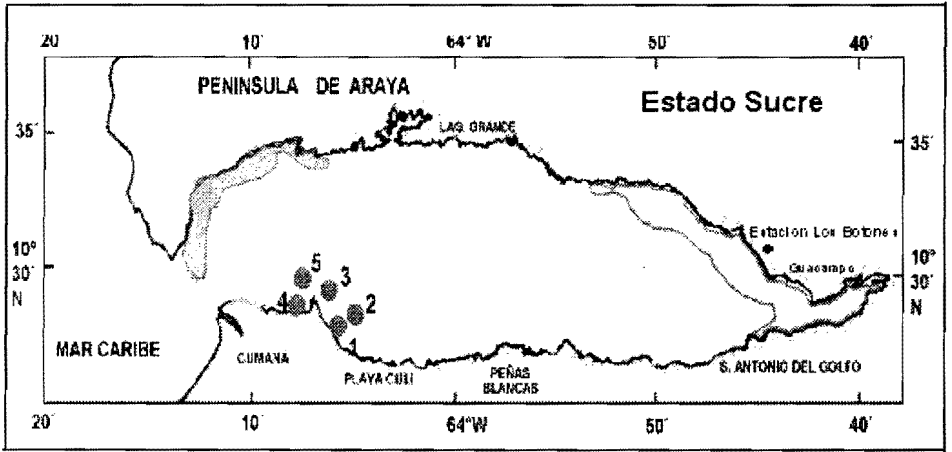 20 10´ 64° W 50´ 40´
PENINSULA DE ARAYA
Estado Sucre
35´
LAG. GRANDE
35´
Estacion Los Botones
10°
30´
N
Guacarapo
10°
30´
N
5
3
4
2
1
MAR CARIBE
CUMANA
PLAYA CULI
PEÑAS
BLANCAS
S. ANTONIO DEL GOLFO
20´ 10´ 64°W 50´ 40´